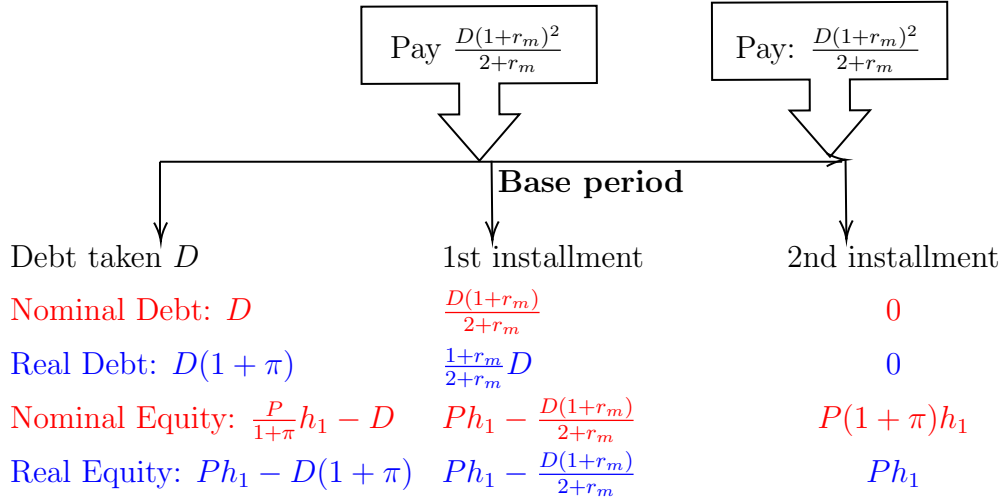 Pay $\frac{D(1+r_m)^2}{2+r_m}$ Pay: $\frac{D(1+r_m)^2}{2+r_m}$
Base period
Debt taken $D$ 1st installment 2nd installment
Nominal Debt: $D$ $\frac{D(1+r_m)}{2+r_m}$ 0
Real Debt: $D(1+\pi)$ $\frac{1+r_m}{2+r_m}D$ 0
Nominal Equity: $\frac{P}{1+\pi}h_1 - D$ $Ph_1 - \frac{D(1+r_m)}{2+r_m}$ $P(1+\pi)h_1$
Real Equity: $Ph_1 - D(1+\pi)$ $Ph_1 - \frac{D(1+r_m)}{2+r_m}$ $Ph_1$